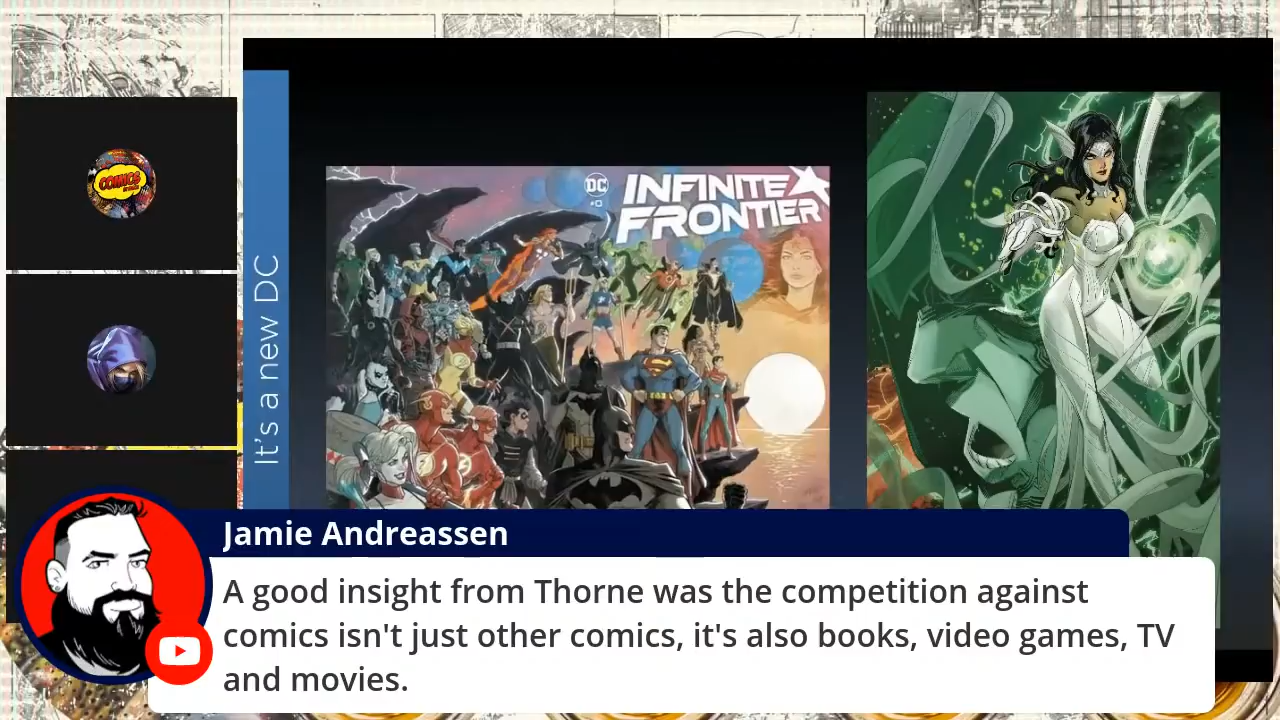 COMICS
It's a new DC
DC
#0
INFINITE
FRONTIER
Jamie Andreassen
A good insight from Thorne was the competition against
comics isn't just other comics, it's also books, video games, TV
and movies.